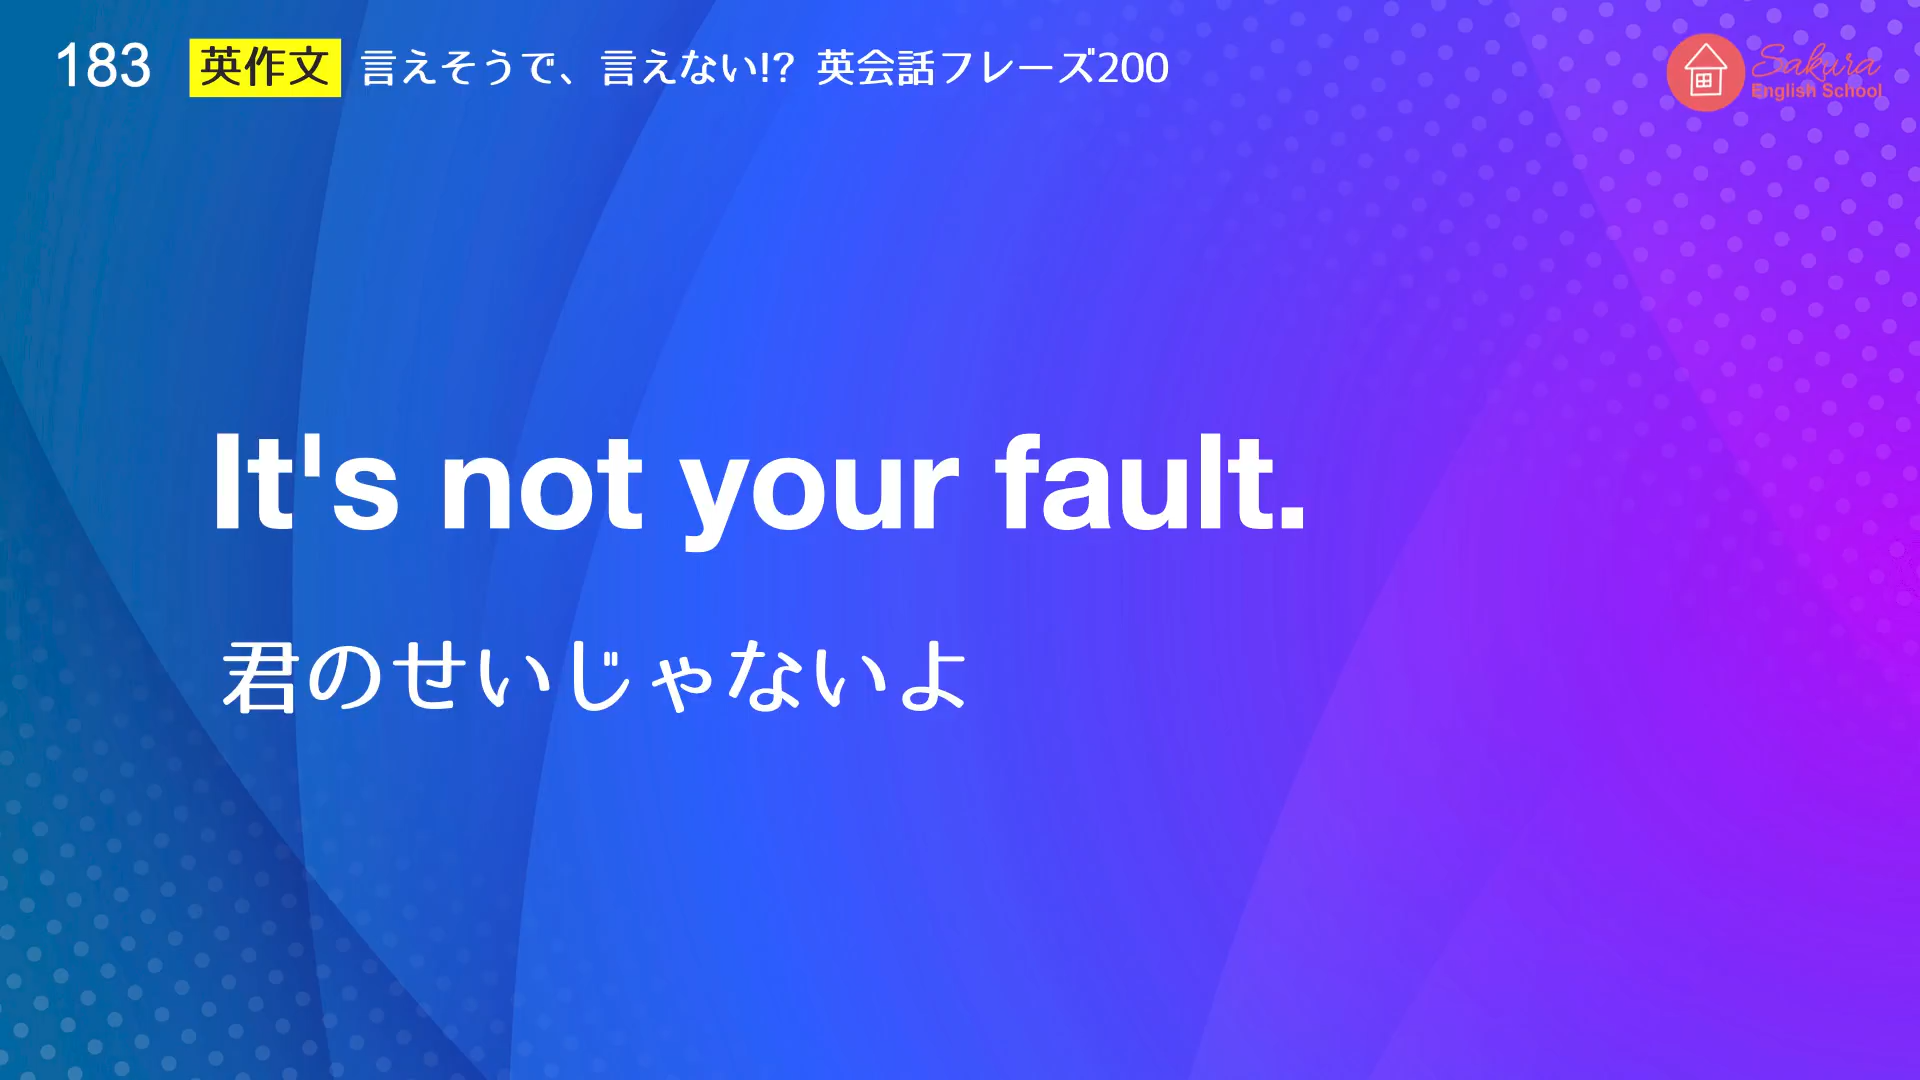 183 英作文 言えそうで、言えない!? 英会話フレーズ200
Sakura
English School
It's not your fault.
君のせいじゃないよ